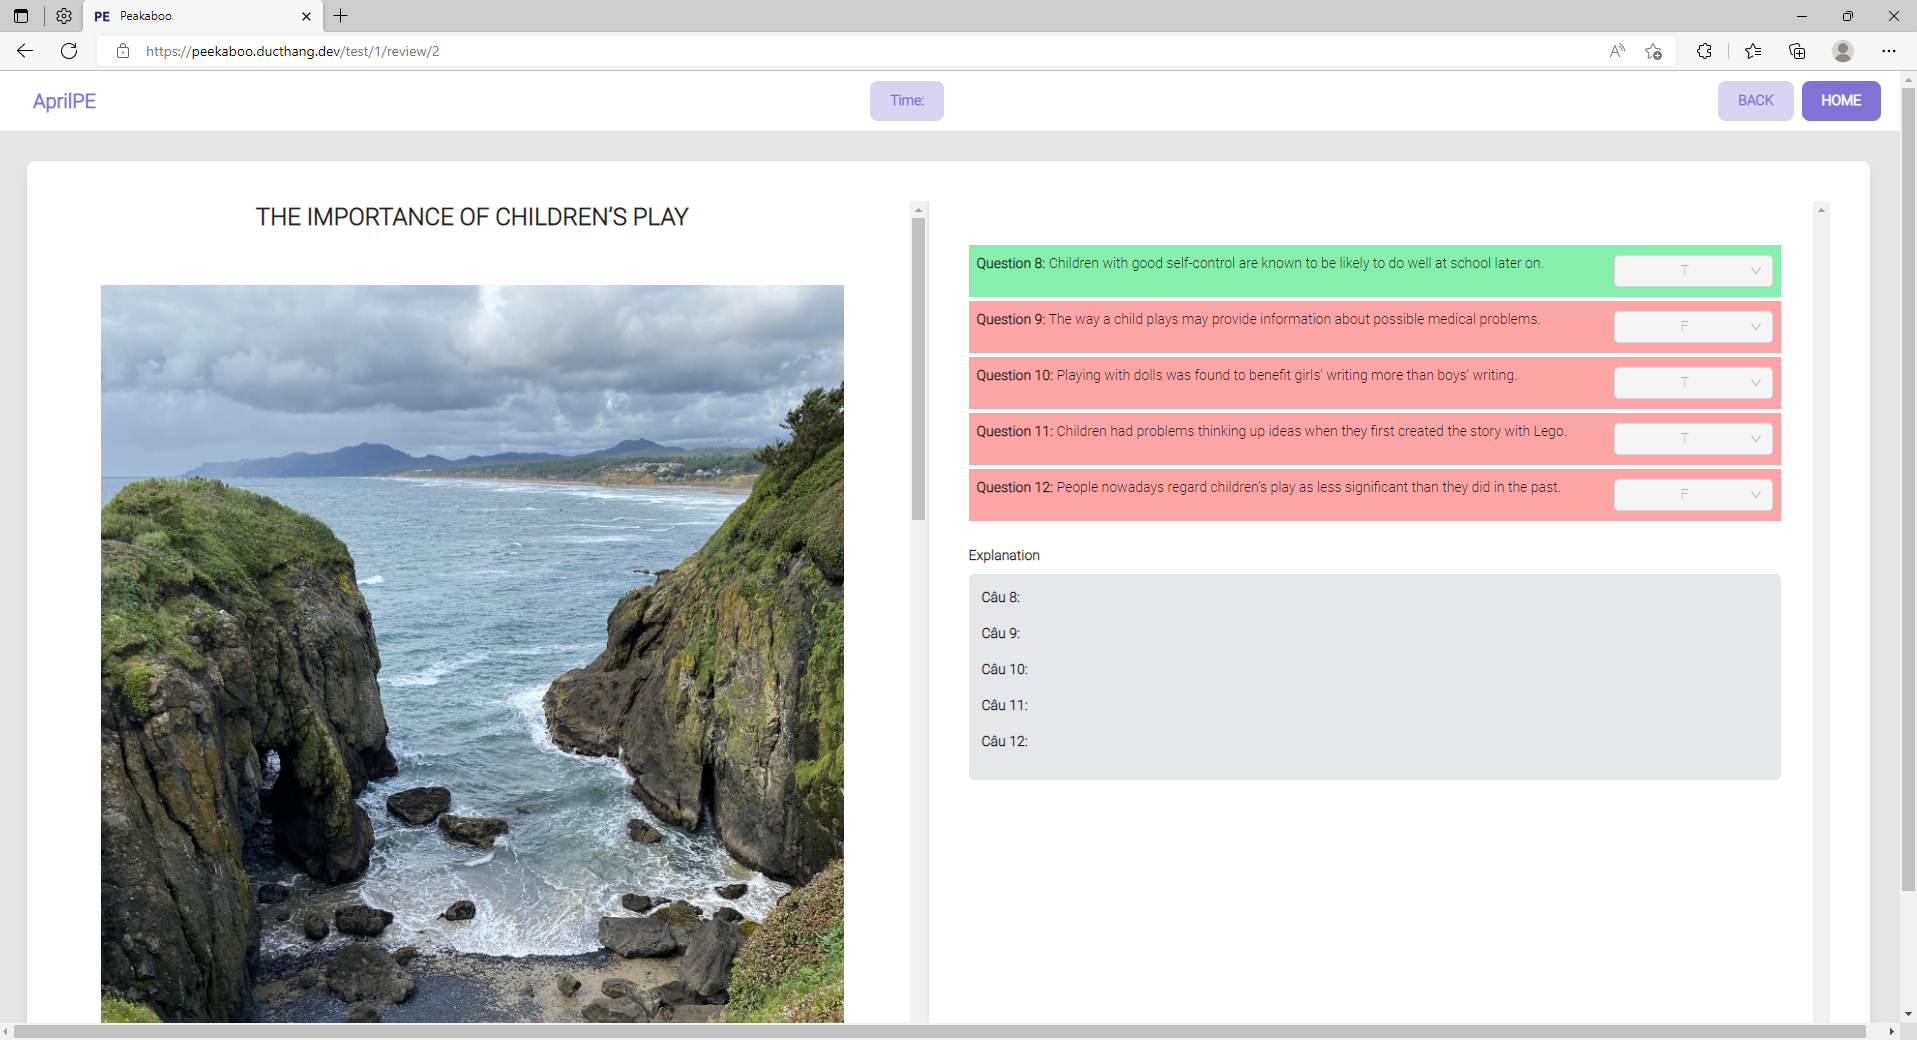 PE Peakaboo
https://peekaboo.ducthang.dev/test/1/review/2
AprilPE
Time:
BACK
HOME
THE IMPORTANCE OF CHILDREN’S PLAY
Question 8: Children with good self-control are known to be likely to do well at school later on.
T
Question 9: The way a child plays may provide information about possible medical problems.
F
Question 10: Playing with dolls was found to benefit girls’ writing more than boys’ writing.
T
Question 11: Children had problems thinking up ideas when they first created the story with Lego.
T
Question 12: People nowadays regard children’s play as less significant than they did in the past.
F
Explanation
Câu 8:
Câu 9:
Câu 10:
Câu 11:
Câu 12: